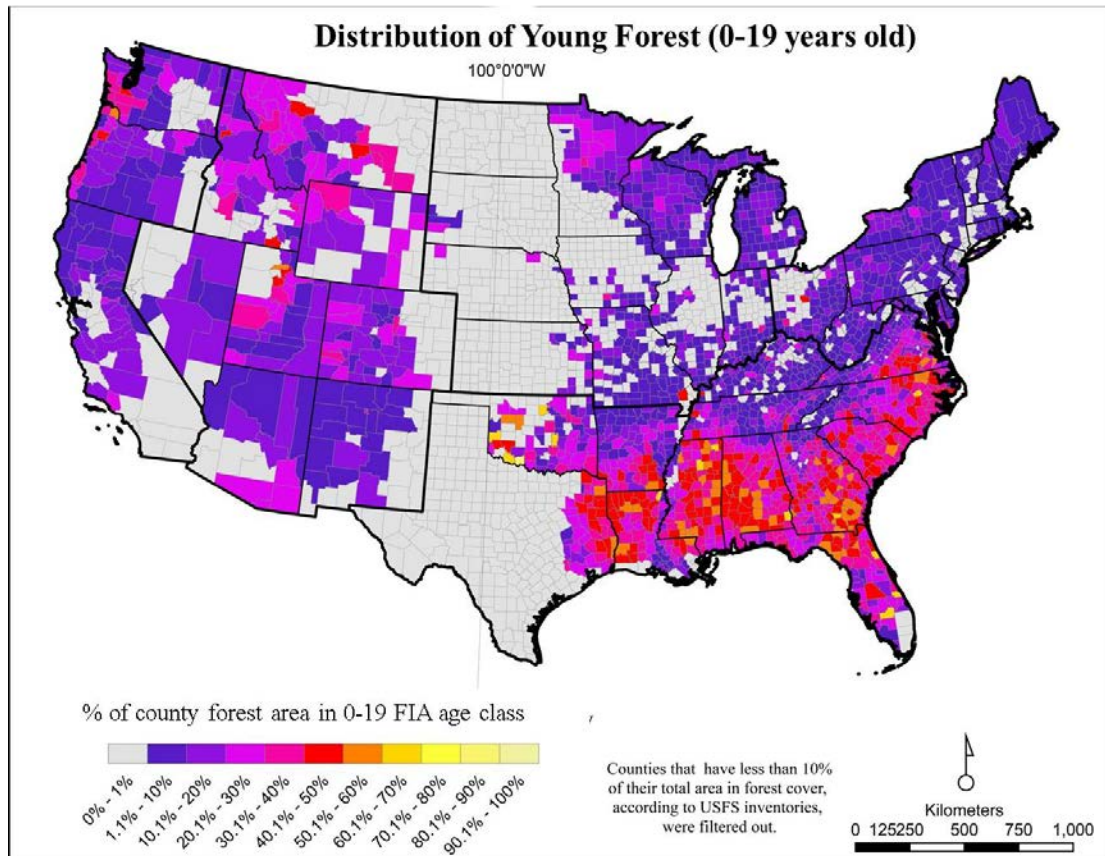 Distribution of Young Forest (0-19 years old)
100°0'0"W
% of county forest area in 0-19 FIA age class
0% - 1%
1.1% - 10%
10.1% - 20%
20.1% - 30%
30.1% - 40%
40.1% - 50%
50.1% - 60%
60.1% - 70%
70.1% - 80%
80.1% - 90%
90.1% - 100%
Counties that have less than 10%
of their total area in forest cover,
according to USFS inventories,
were filtered out.
Kilometers
0 125250 500 750 1,000